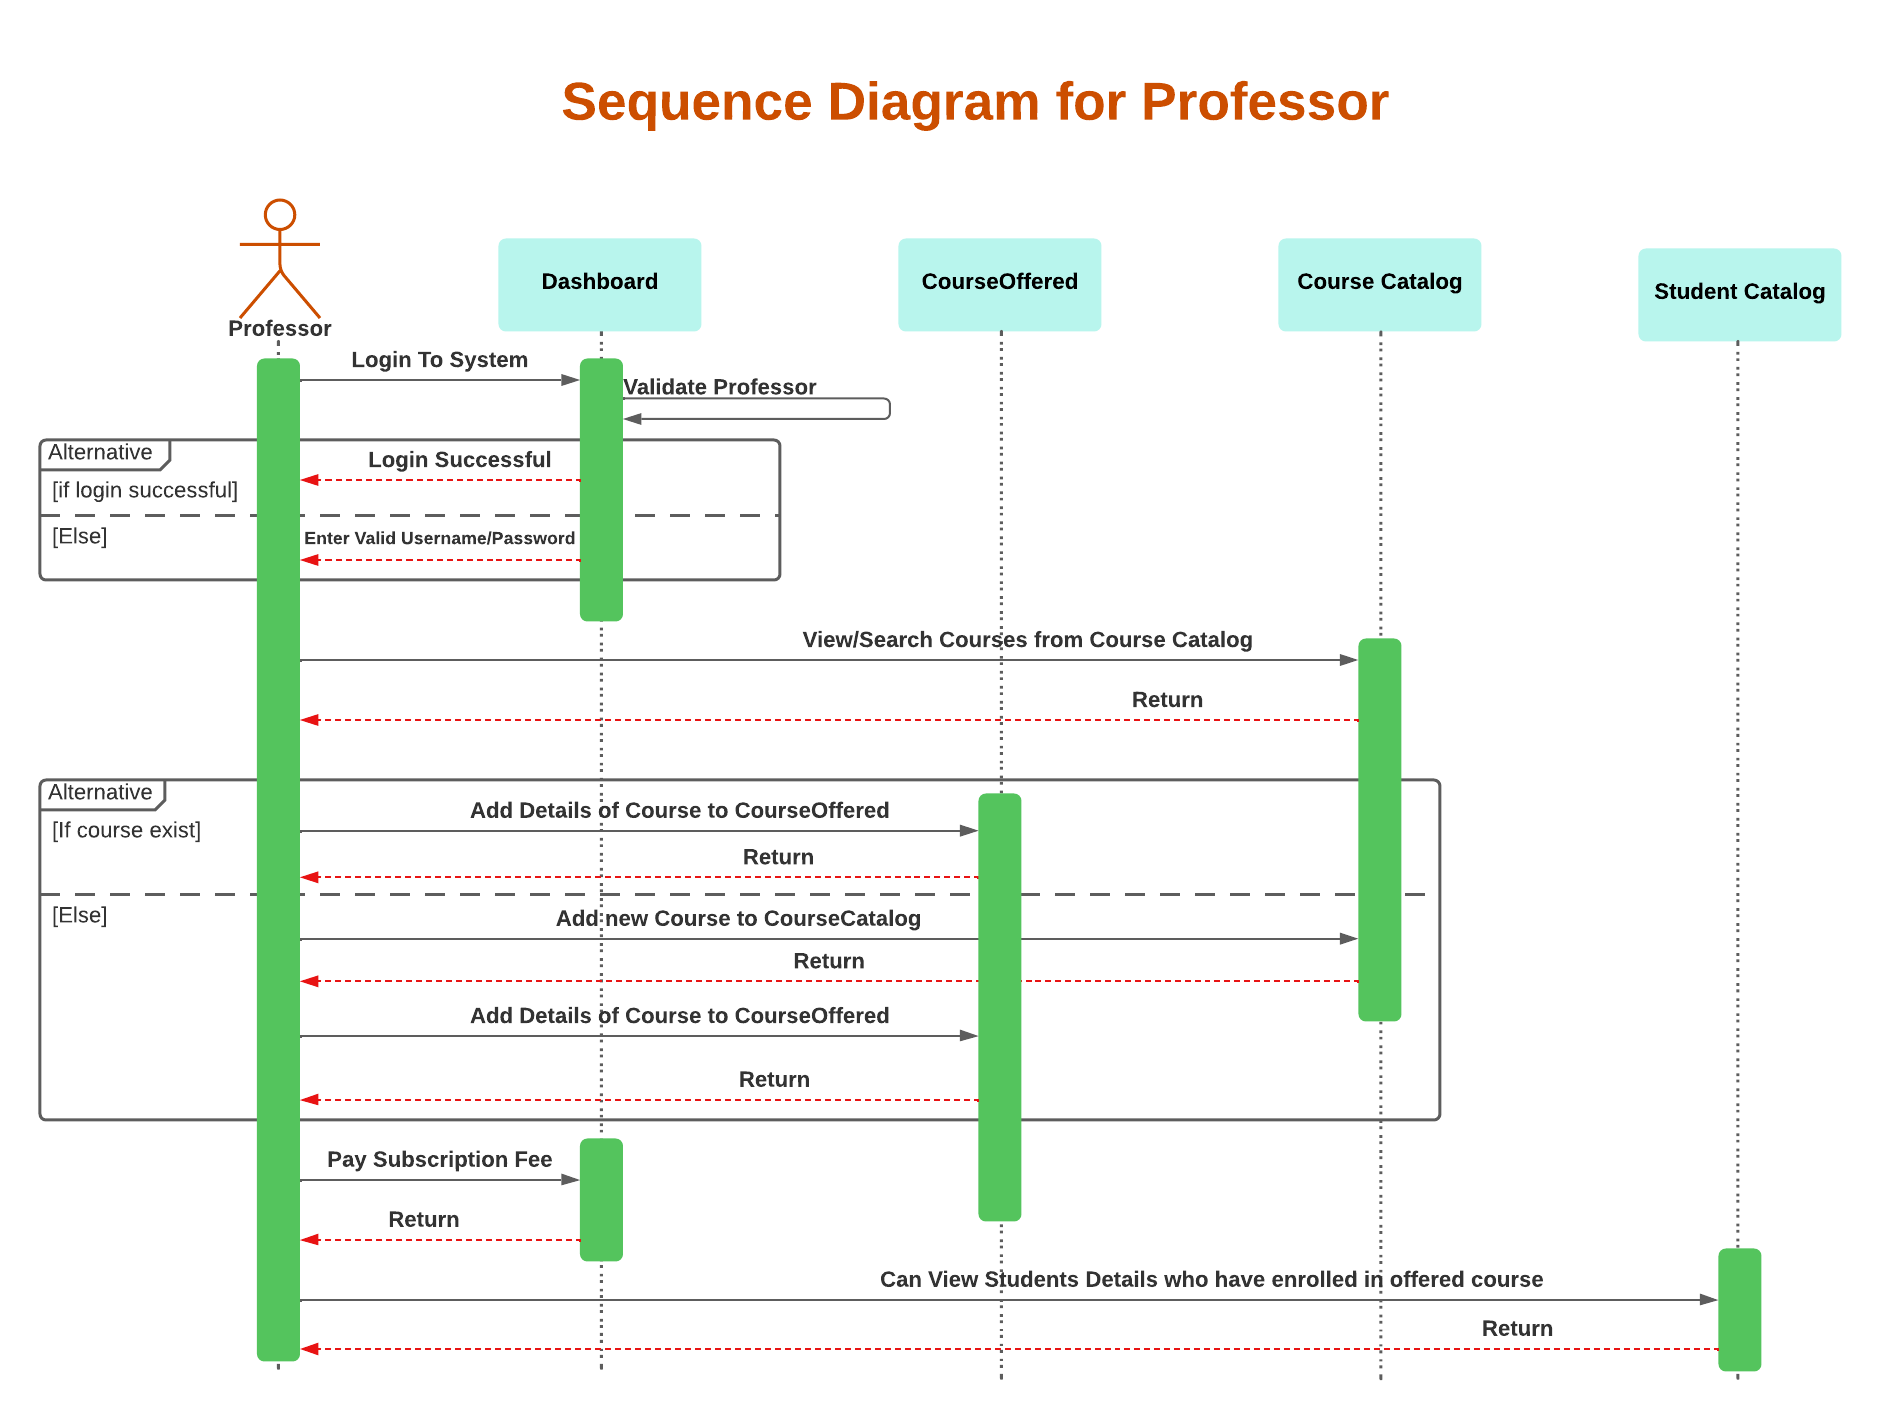 Sequence Diagram for Professor
Professor
Dashboard
CourseOffered
Course Catalog
Student Catalog
Login To System
Validate Professor
Alternative
Login Successful
[if login successful]
[Else]
Enter Valid Username/Password
View/Search Courses from Course Catalog
Return
Alternative
Add Details of Course to CourseOffered
[If course exist]
Return
[Else]
Add new Course to CourseCatalog
Return
Add Details of Course to CourseOffered
Return
Pay Subscription Fee
Return
Can View Students Details who have enrolled in offered course
Return